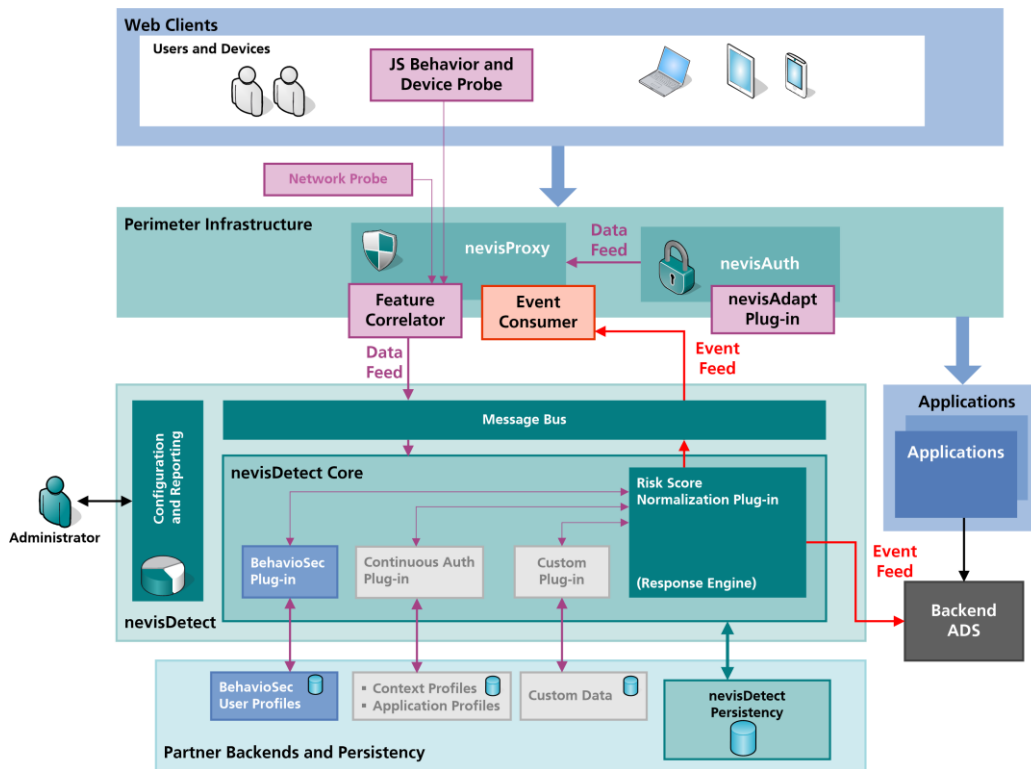 Web Clients
Users and Devices
JS Behavior and
Device Probe
Network Probe
Perimeter Infrastructure
nevisProxy
Data
Feed
nevisAuth
Feature
Correlator
Event
Consumer
nevisAdapt
Plug-in
Data
Feed
Event
Feed
Applications
Applications
Message Bus
Configuration
and Reporting
nevisDetect Core
Risk Score
Normalization Plug-in
Administrator
BehavioSec
Plug-in
Continuous Auth
Plug-in
Custom
Plug-in
(Response Engine)
Event
Feed
nevisDetect
Backend
ADS
BehavioSec
User Profiles
▪ Context Profiles
▪ Application Profiles
Custom Data
nevisDetect
Persistency
Partner Backends and Persistency